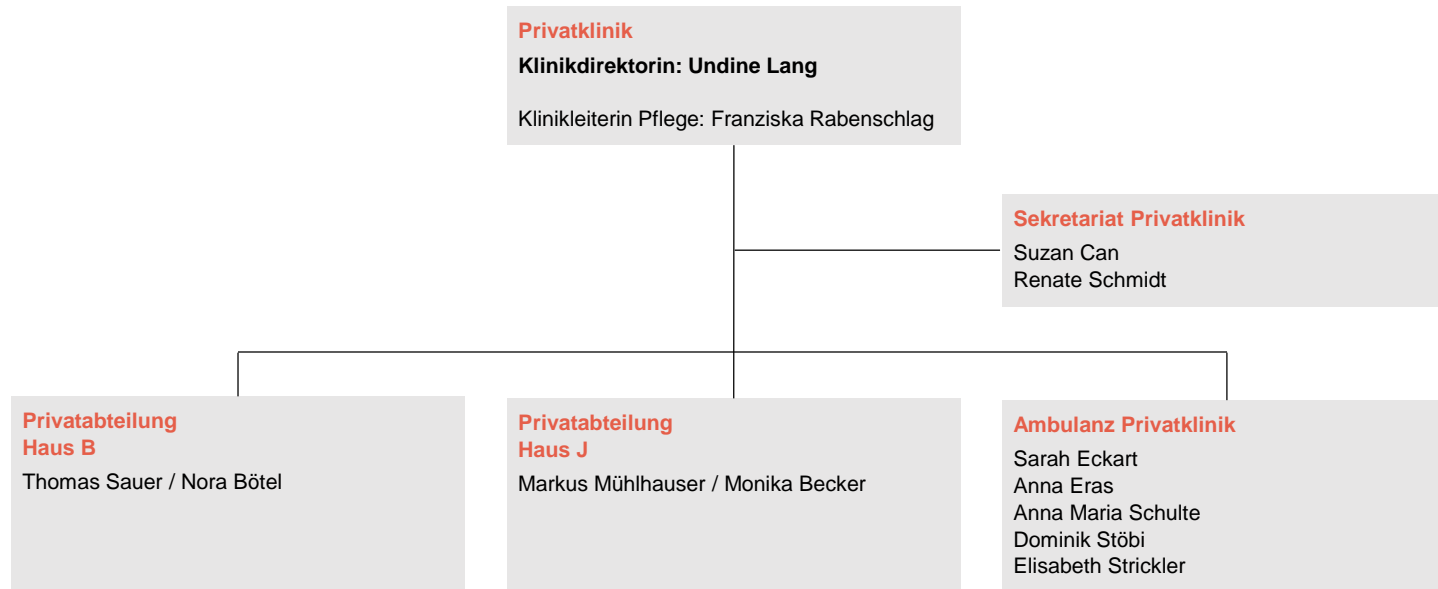 Privatklinik
Klinikdirektorin: Undine Lang
Klinikleiterin Pflege: Franziska Rabenschlag
Sekretariat Privatklinik
Suzan Can
Renate Schmidt
Privatabteilung
Haus B
Thomas Sauer / Nora Bötel
Privatabteilung
Haus J
Markus Mühlhauser / Monika Becker
Ambulanz Privatklinik
Sarah Eckart
Anna Eras
Anna Maria Schulte
Dominik Stöbi
Elisabeth Strickler